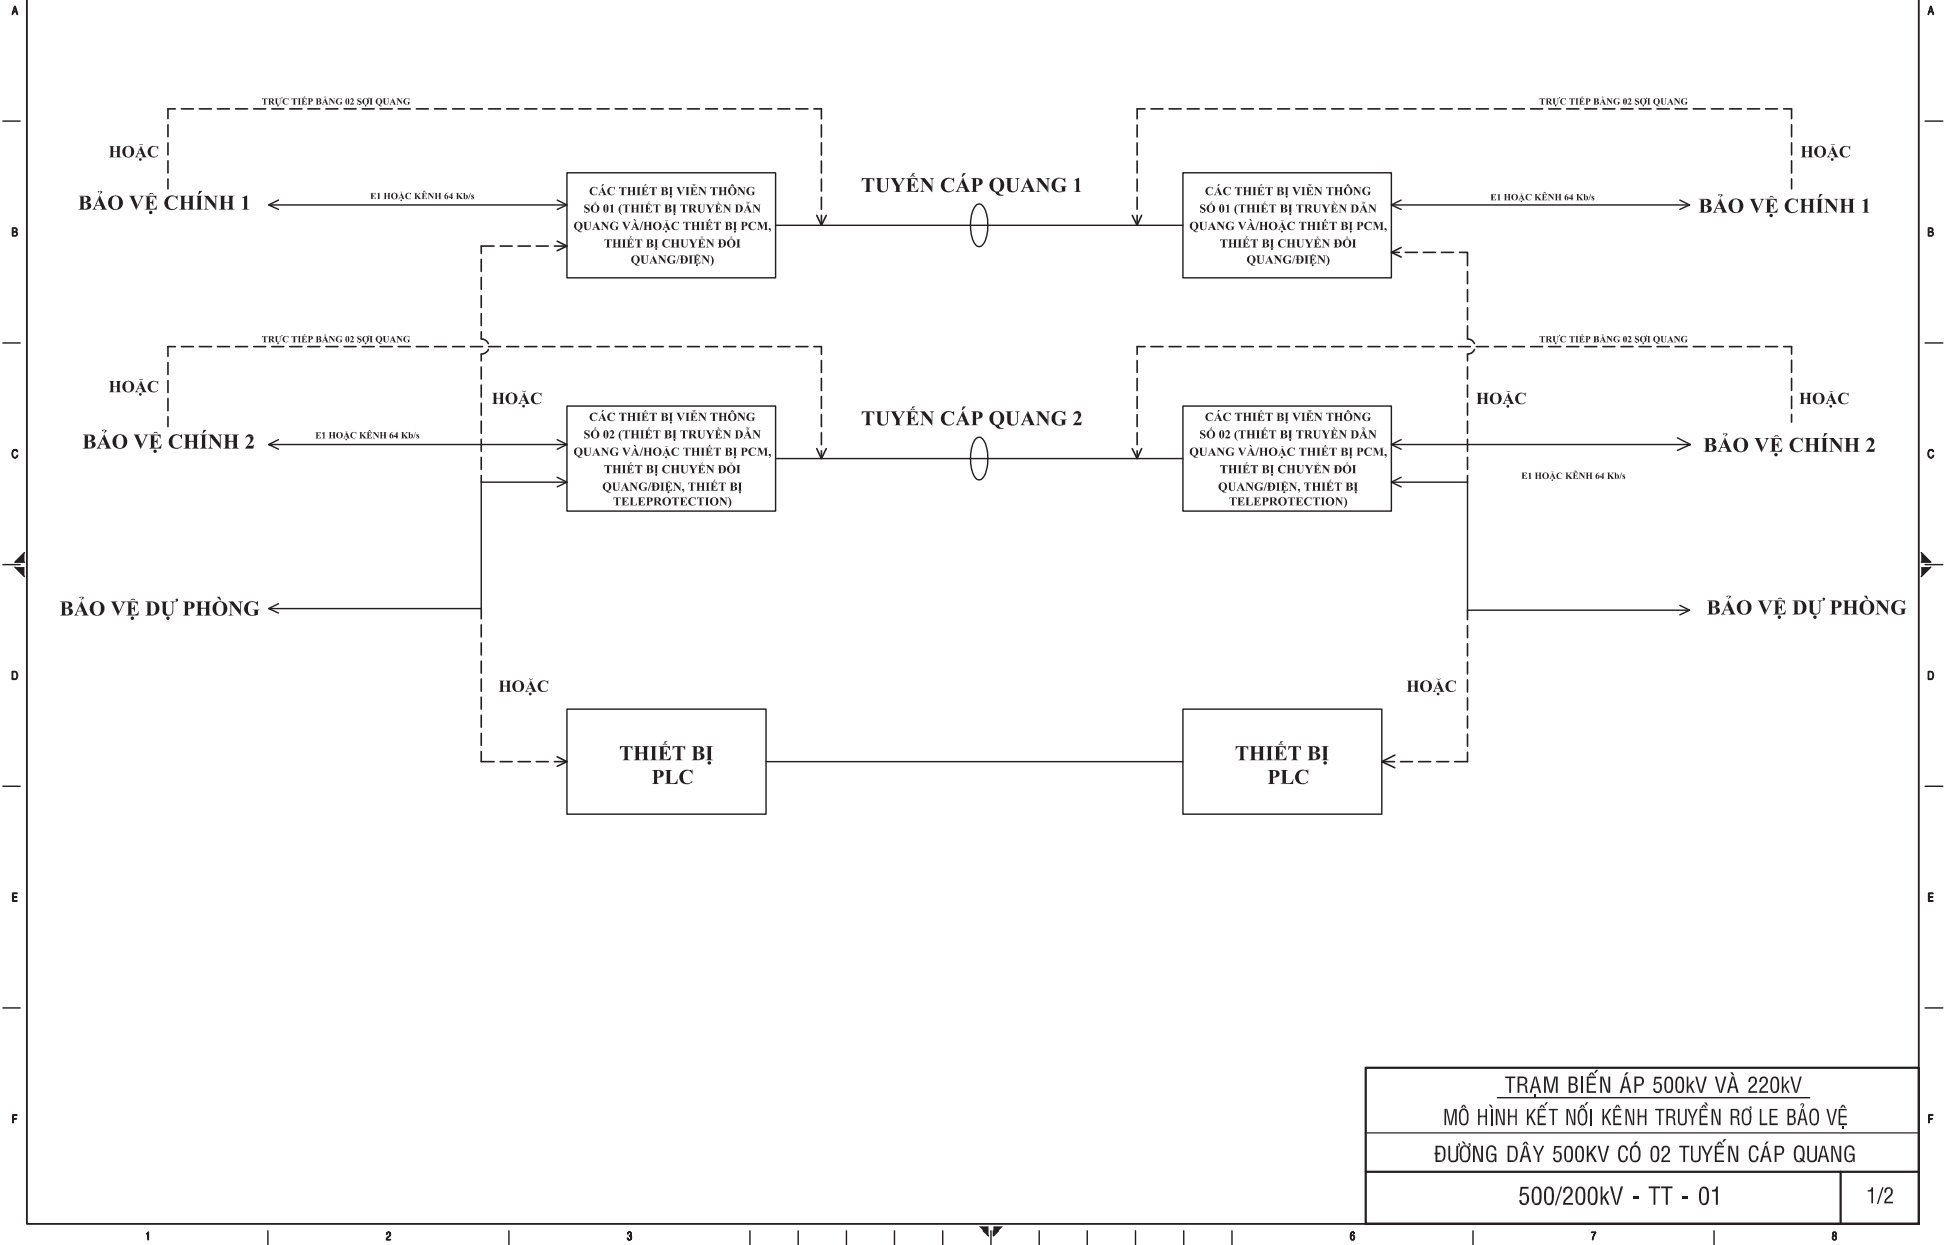 A
A
TRỰC TIẾP BẰNG 02 SỢI QUANG
TRỰC TIẾP BẰNG 02 SỢI QUANG
HOẶC
HOẶC
BẢO VỆ CHÍNH 1
E1 HOẶC KÊNH 64 Kb/s
CÁC THIẾT BỊ VIỄN THÔNG
SỐ 01 (THIẾT BỊ TRUYỀN DẪN
QUANG VÀ/HOẶC THIẾT BỊ PCM,
THIẾT BỊ CHUYỂN ĐỔI
QUANG/ĐIỆN)
TUYẾN CÁP QUANG 1
CÁC THIẾT BỊ VIỄN THÔNG
SỐ 01 (THIẾT BỊ TRUYỀN DẪN
QUANG VÀ/HOẶC THIẾT BỊ PCM,
THIẾT BỊ CHUYỂN ĐỔI
QUANG/ĐIỆN)
E1 HOẶC KÊNH 64 Kb/s
BẢO VỆ CHÍNH 1
B
B
TRỰC TIẾP BẰNG 02 SỢI QUANG
TRỰC TIẾP BẰNG 02 SỢI QUANG
HOẶC
HOẶC
HOẶC
HOẶC
BẢO VỆ CHÍNH 2
E1 HOẶC KÊNH 64 Kb/s
CÁC THIẾT BỊ VIỄN THÔNG
SỐ 02 (THIẾT BỊ TRUYỀN DẪN
QUANG VÀ/HOẶC THIẾT BỊ PCM,
THIẾT BỊ CHUYỂN ĐỔI
QUANG/ĐIỆN, THIẾT BỊ
TELEPROTECTION)
TUYẾN CÁP QUANG 2
CÁC THIẾT BỊ VIỄN THÔNG
SỐ 02 (THIẾT BỊ TRUYỀN DẪN
QUANG VÀ/HOẶC THIẾT BỊ PCM,
THIẾT BỊ CHUYỂN ĐỔI
QUANG/ĐIỆN, THIẾT BỊ
TELEPROTECTION)
BẢO VỆ CHÍNH 2
E1 HOẶC KÊNH 64 Kb/s
C
C
BẢO VỆ DỰ PHÒNG
BẢO VỆ DỰ PHÒNG
D
D
HOẶC
HOẶC
THIẾT BỊ
PLC
THIẾT BỊ
PLC
E
E
F
F
TRẠM BIẾN ÁP 500kV VÀ 220kV
MÔ HÌNH KẾT NỐI KÊNH TRUYỀN RƠ LE BẢO VỆ
ĐƯỜNG DÂY 500KV CÓ 02 TUYẾN CÁP QUANG
500/200kV - TT - 01
1/2
1
2
3
6
7
8